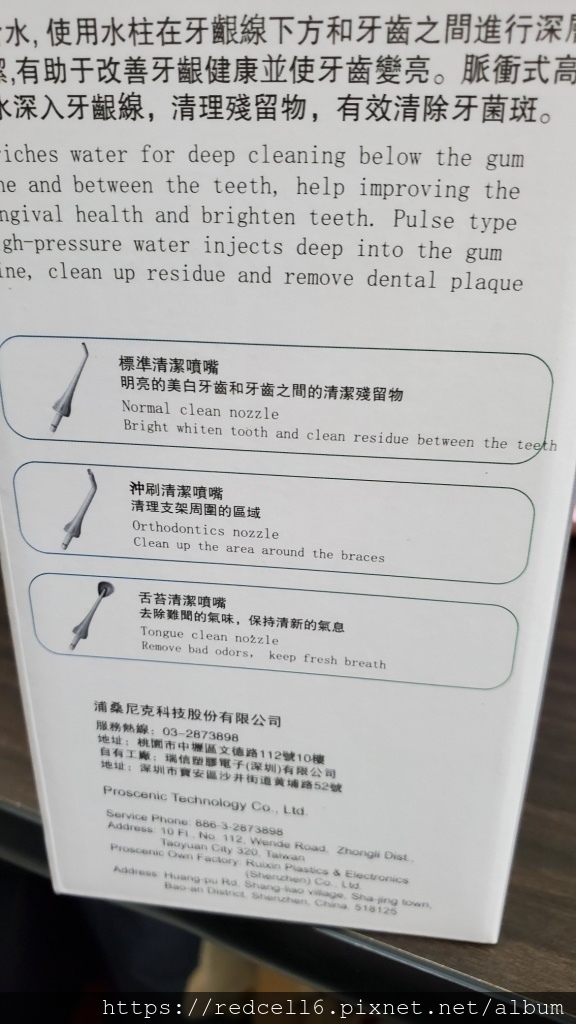 水, 使用水柱在牙齦線下方和牙齒之間進行深層
潔,有助于改善牙齦健康並使牙齒變亮。脈衝式高
水深入牙齦線，清理殘留物，有效清除牙菌斑。
riches water for deep cleaning below the gum
ne and between the teeth, help improving the
ngival health and brighten teeth. Pulse type
gh-pressure water injects deep into the gum
ine, clean up residue and remove dental plaque
標準清潔噴嘴
明亮的美白牙齒和牙齒之間的清潔殘留物
Normal clean nozzle
Bright whiten tooth and clean residue between the teeth
沖刷清潔噴嘴
清理支架周圍的區域
Orthodontics nozzle
Clean up the area around the braces
舌苔清潔噴嘴
去除難聞的氣味，保持清新的氣息
Tongue clean nozzle
Remove bad odors, keep fresh breath
浦桑尼克科技股份有限公司
服務熱線：03-2873898
地址：桃園市中壢區文德路112號10樓
自有工廠：瑞信塑膠電子(深圳)有限公司
地址：深圳市寶安區沙井街道黃埔路52號
Proscenic Technology Co., Ltd.
Service Phone: 886-3-2873898
Address: 10 Fl., No. 112, Wende Road, Zhongli Dist.,
Taoyuan City 320, Taiwan
Proscenic Own Factory: Ruixin Plastics & Electronics
(Shenzhen) Co., Ltd.
Address: Huang-pu Rd, Shang-liao village, Sha-jing town,
Bao-an District, Shenzhen, China. 518125
https://redcell6.pixnet.net/album